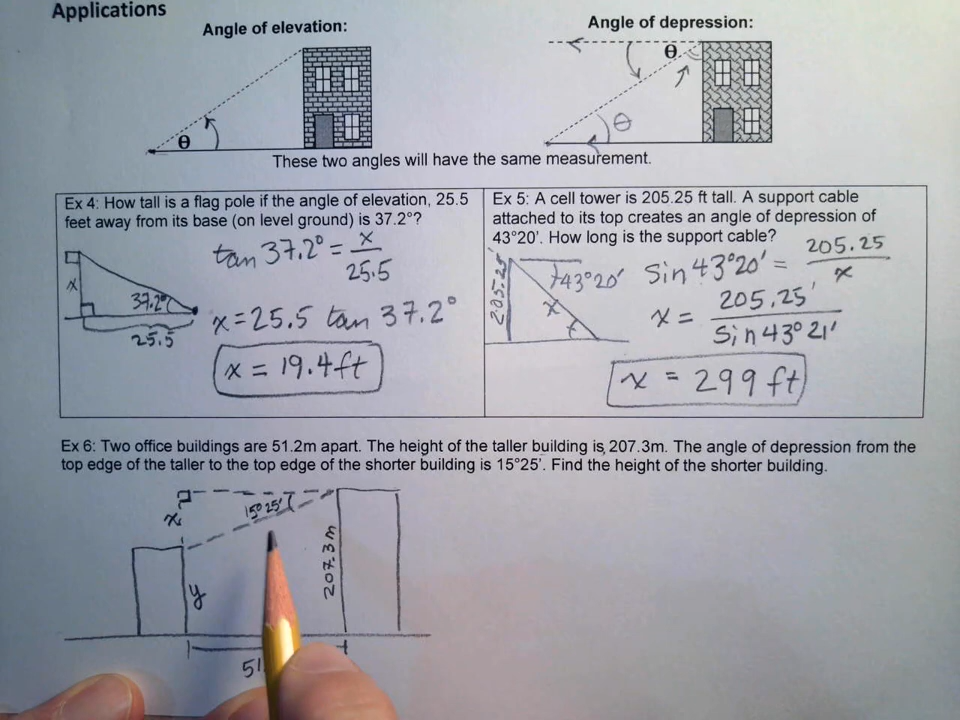 Applications
Angle of elevation:
Angle of depression:
θ
θ
θ
These two angles will have the same measurement.
Ex 4: How tall is a flag pole if the angle of elevation, 25.5
feet away from its base (on level ground) is 37.2°?
tan 37.2° = x
25.5
x
37.2°
25.5
x = 25.5 tan 37.2°
x = 19.4 ft
Ex 5: A cell tower is 205.25 ft tall. A support cable
attached to its top creates an angle of depression of
43°20'. How long is the support cable?
205.25'
43°20'
x
sin 43°20' = 205.25
x
x = 205.25'
Sin 43° 21'
x = 299 ft
Ex 6: Two office buildings are 51.2m apart. The height of the taller building is 207.3m. The angle of depression from the
top edge of the taller to the top edge of the shorter building is 15°25'. Find the height of the shorter building.
x
15° 25'
207.3 m
y
51